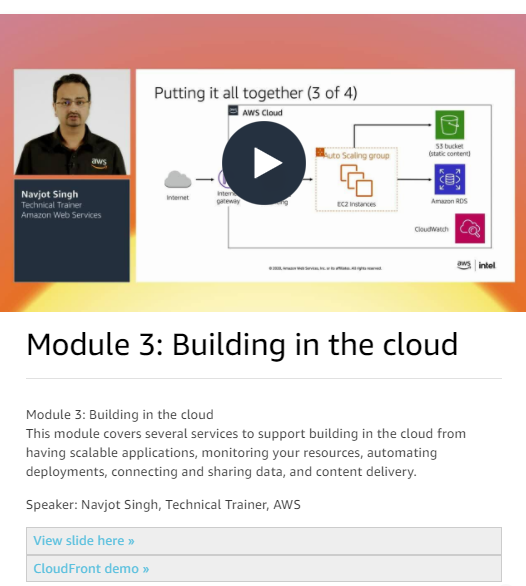 Putting it all together (3 of 4)
AWS Cloud
aws
Auto Scaling group
S3 bucket
(static content)
Navjot Singh
Technical Trainer
Amazon Web Services
Internet
gateway
EC2 Instances
Amazon RDS
CloudWatch
© 2020, Amazon Web Services, Inc. or its affiliates. All rights reserved.
aws | intel
Module 3: Building in the cloud
Module 3: Building in the cloud
This module covers several services to support building in the cloud from
having scalable applications, monitoring your resources, automating
deployments, connecting and sharing data, and content delivery.
Speaker: Navjot Singh, Technical Trainer, AWS
View slide here »
CloudFront demo »